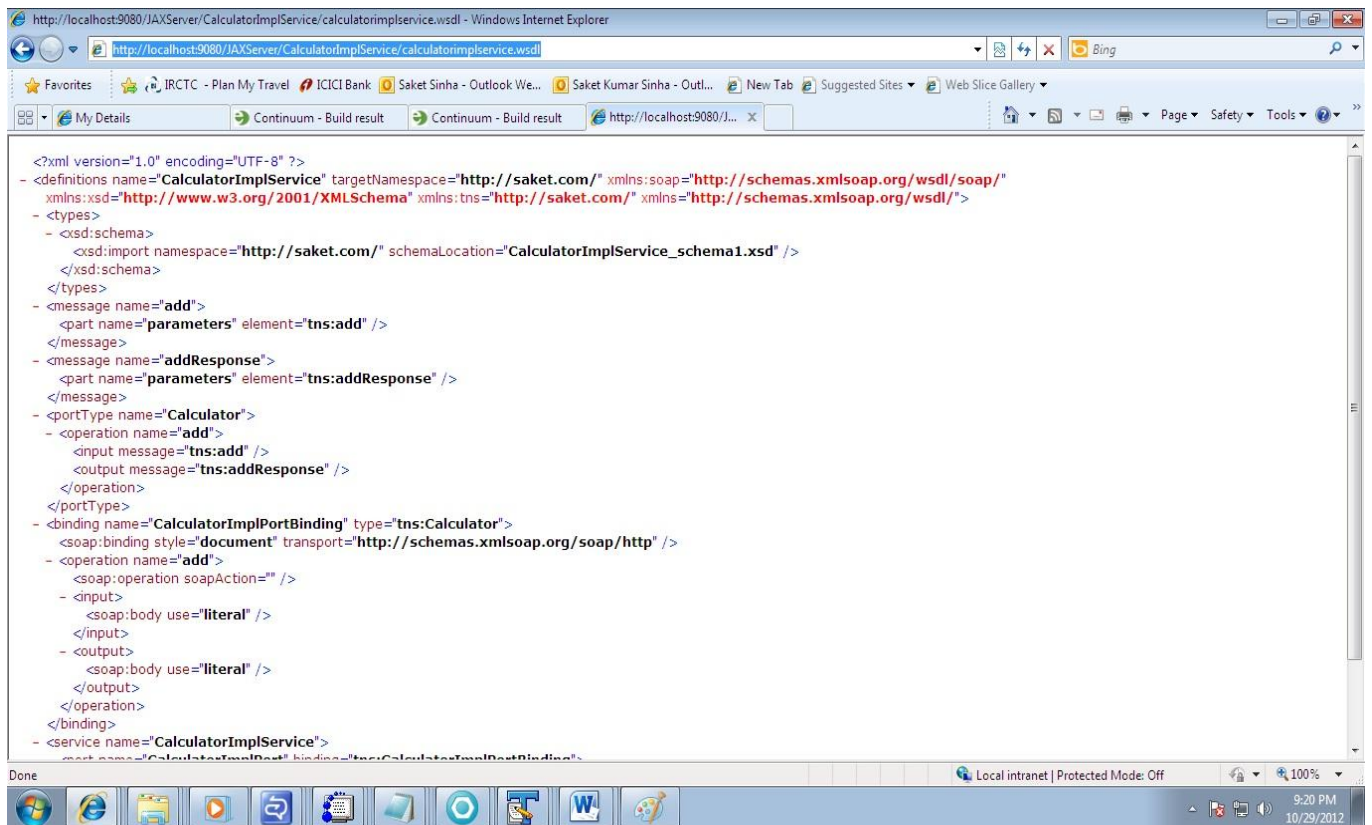 http://localhost:9080/JAXServer/CalculatorImplService/calculatorimplservice.wsdl - Windows Internet Explorer
http://localhost:9080/JAXServer/CalculatorImplService/calculatorimplservice.wsdl
Bing
Favorites
IRCTC - Plan My Travel
ICICI Bank
Saket Sinha - Outlook We...
Saket Kumar Sinha - Outl...
New Tab
Suggested Sites
Web Slice Gallery
My Details
Continuum - Build result
Continuum - Build result
http://localhost:9080/J...
Page
Safety
Tools
<?xml version="1.0" encoding="UTF-8" ?>
- <definitions name="CalculatorImplService" targetNamespace="http://saket.com/" xmlns:soap="http://schemas.xmlsoap.org/wsdl/soap/"
xmlns:xsd="http://www.w3.org/2001/XMLSchema" xmlns:tns="http://saket.com/" xmlns="http://schemas.xmlsoap.org/wsdl/">
- <types>
- <xsd:schema>
<xsd:import namespace="http://saket.com/" schemaLocation="CalculatorImplService_schema1.xsd" />
</xsd:schema>
</types>
- <message name="add">
<part name="parameters" element="tns:add" />
</message>
- <message name="addResponse">
<part name="parameters" element="tns:addResponse" />
</message>
- <portType name="Calculator">
- <operation name="add">
<input message="tns:add" />
<output message="tns:addResponse" />
</operation>
</portType>
- <binding name="CalculatorImplPortBinding" type="tns:Calculator">
<soap:binding style="document" transport="http://schemas.xmlsoap.org/soap/http" />
- <operation name="add">
<soap:operation soapAction="" />
- <input>
<soap:body use="literal" />
</input>
- <output>
<soap:body use="literal" />
</output>
</operation>
</binding>
- <service name="CalculatorImplService">
<port name="CalculatorImplPort" binding="tns:CalculatorImplPortBinding">
Done
Local intranet | Protected Mode: Off
100%
9:20 PM
10/29/2012